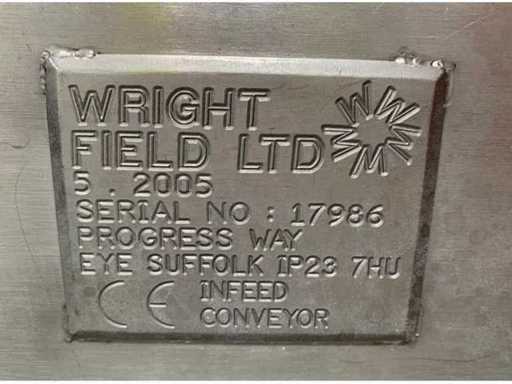 WRIGHT
FIELD LTD
5 . 2005
SERIAL NO : 17986
PROGRESS WAY
EYE SUFFOLK IP23 7HU
CE INFEED
CONVEYOR